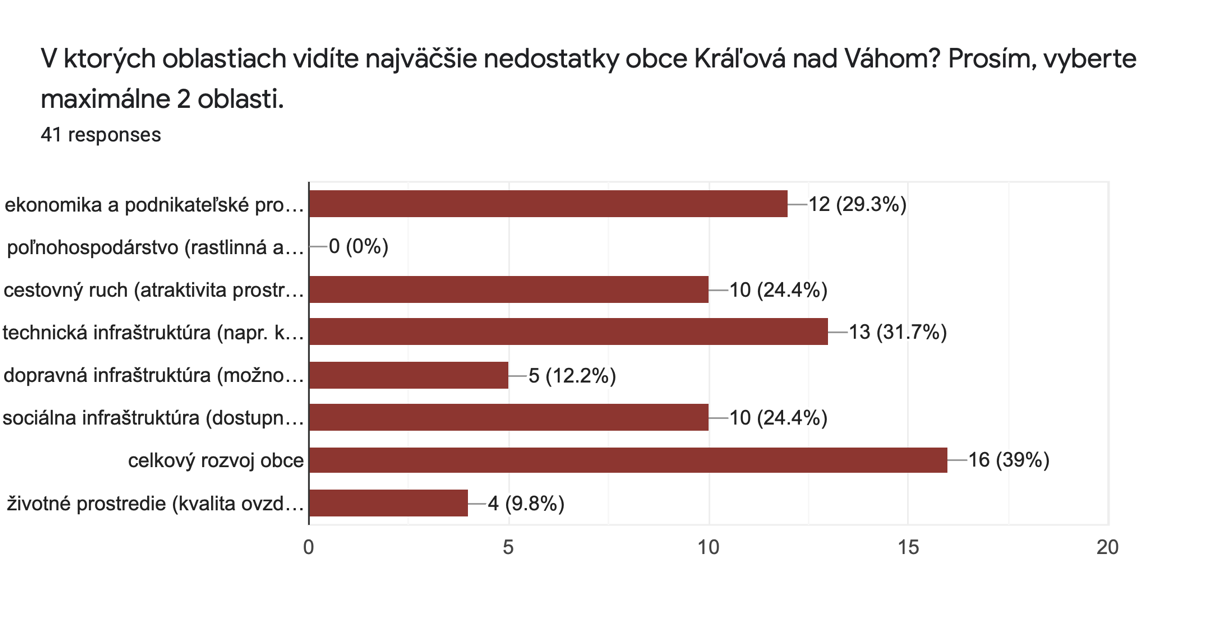 V ktorých oblastiach vidíte najväčšie nedostatky obce Kráľová nad Váhom? Prosím, vyberte
maximálne 2 oblasti.
41 responses
ekonomika a podnikateľské pro… 12 (29.3%)
poľnohospodárstvo (rastlinná a… 0 (0%)
cestovný ruch (atraktivita prostr… 10 (24.4%)
technická infraštruktúra (napr. k… 13 (31.7%)
dopravná infraštruktúra (možno… 5 (12.2%)
sociálna infraštruktúra (dostupn… 10 (24.4%)
celkový rozvoj obce 16 (39%)
životné prostredie (kvalita ovzd… 4 (9.8%)
0 5 10 15 20